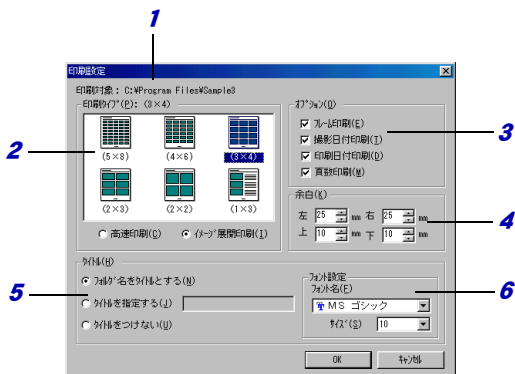 1
印刷設定
印刷対象： C:¥Program Files¥Sample3
印刷ﾀｲﾌﾟ(P): (3×4)
(5×8)
(4×6)
(3×4)
(2×3)
(2×2)
(1×3)
高速印刷(C)
ｲﾒｰｼﾞ展開印刷(I)
2
ｵﾌﾟｼｮﾝ(O)
ﾌﾚｰﾑ印刷(E)
撮影日付印刷(T)
印刷日付印刷(D)
頁数印刷(M)
3
余白(K)
左 25 mm 右 25 mm
上 10 mm 下 10 mm
4
ﾀｲﾄﾙ(H)
ﾌｫﾙﾀﾞ名をﾀｲﾄﾙとする(N)
ﾀｲﾄﾙを指定する(J)
ﾀｲﾄﾙをつけない(U)
5
ﾌｫﾝﾄ設定
ﾌｫﾝﾄ名(F)
ＭＳ ゴシック
ｻｲｽﾞ(S) 10
6
OK
ｷｬﾝｾﾙ